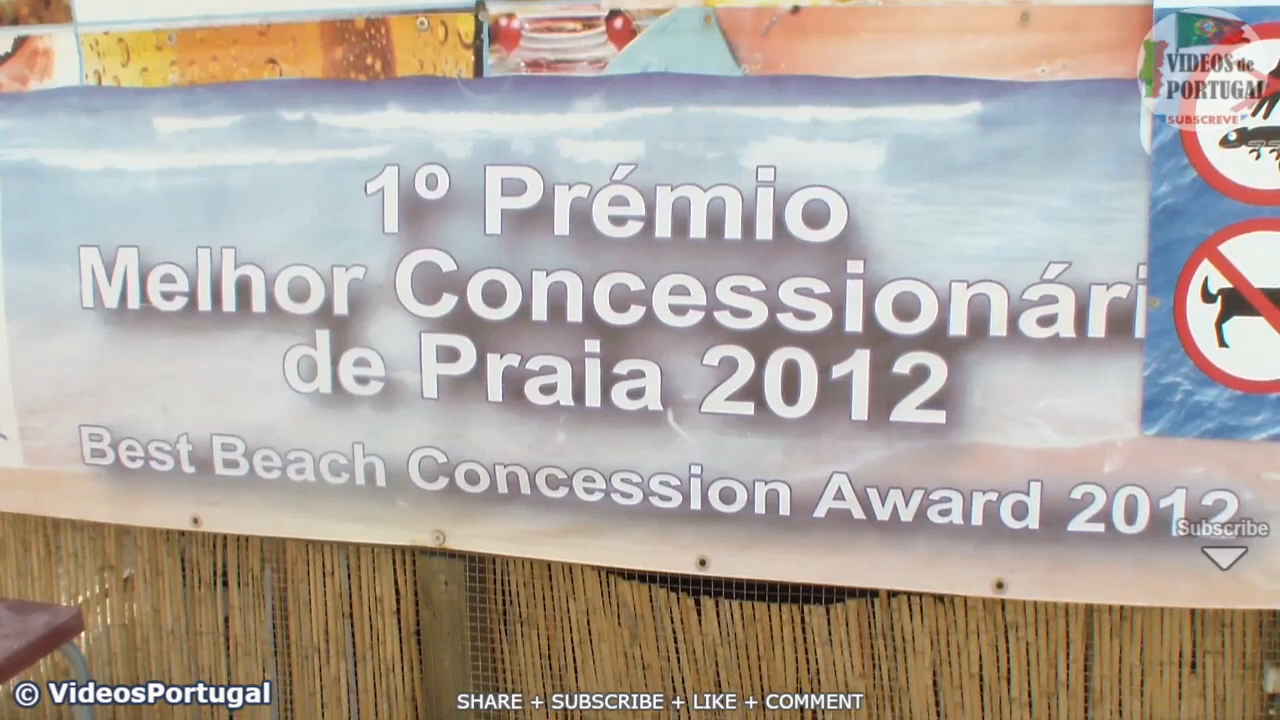 VIDEOS de
PORTUGAL
SUBSCREVE
1º Prémio
Melhor Concessionári
de Praia 2012
Best Beach Concession Award 2012
Subscribe
© VideosPortugal
SHARE + SUBSCRIBE + LIKE + COMMENT